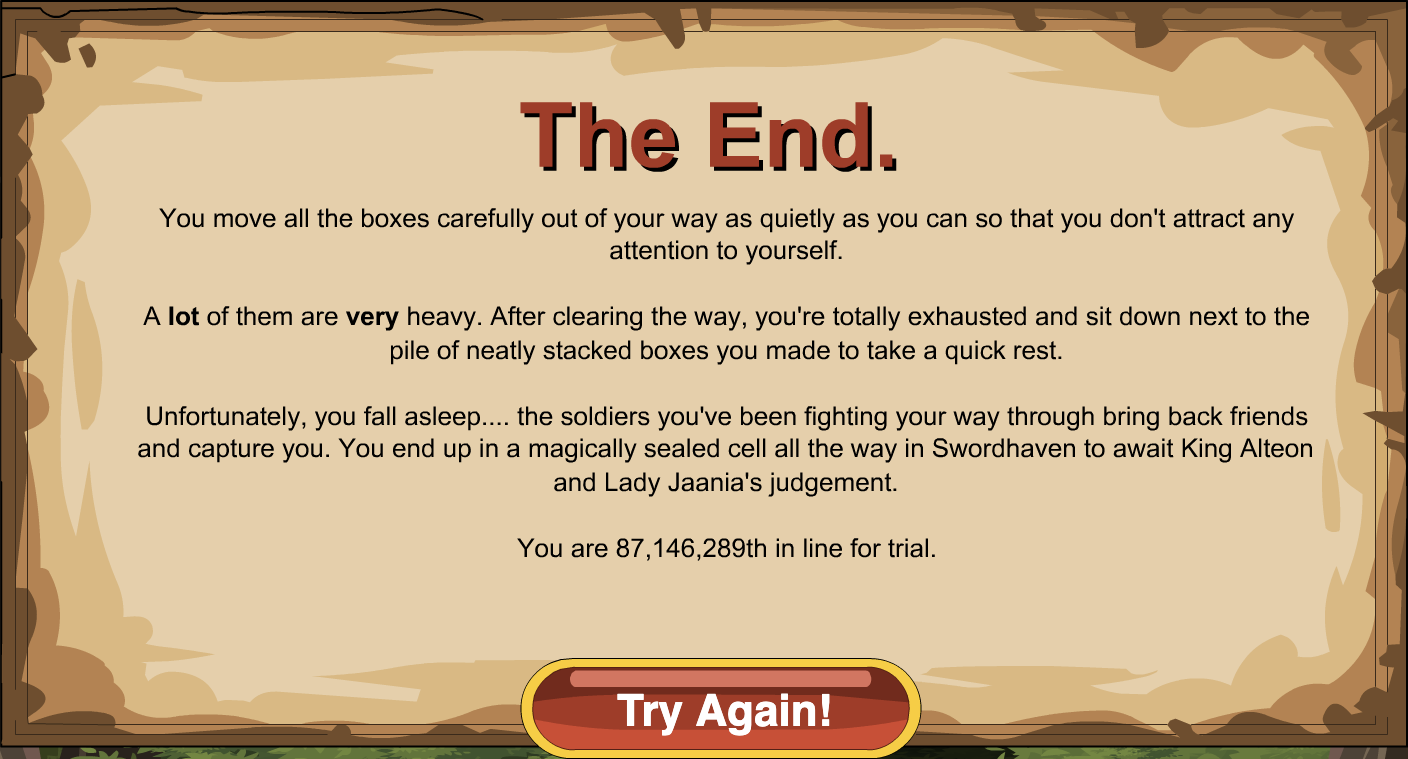 The End.
You move all the boxes carefully out of your way as quietly as you can so that you don't attract any
attention to yourself.
A lot of them are very heavy. After clearing the way, you're totally exhausted and sit down next to the
pile of neatly stacked boxes you made to take a quick rest.
Unfortunately, you fall asleep.... the soldiers you've been fighting your way through bring back friends
and capture you. You end up in a magically sealed cell all the way in Swordhaven to await King Alteon
and Lady Jaania's judgement.
You are 87,146,289th in line for trial.
Try Again!